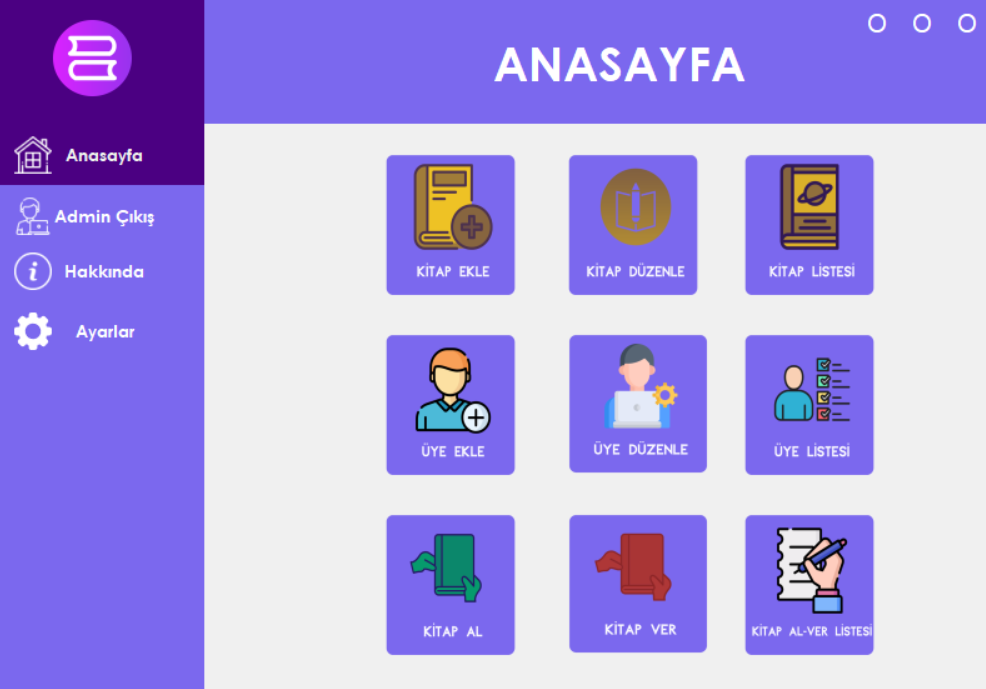 ANASAYFA
Anasayfa
Admin Çıkış
Hakkında
Ayarlar
KİTAP EKLE
KİTAP DÜZENLE
KİTAP LİSTESİ
ÜYE EKLE
ÜYE DÜZENLE
ÜYE LİSTESİ
KİTAP AL
KİTAP VER
KİTAP AL-VER LİSTESİ